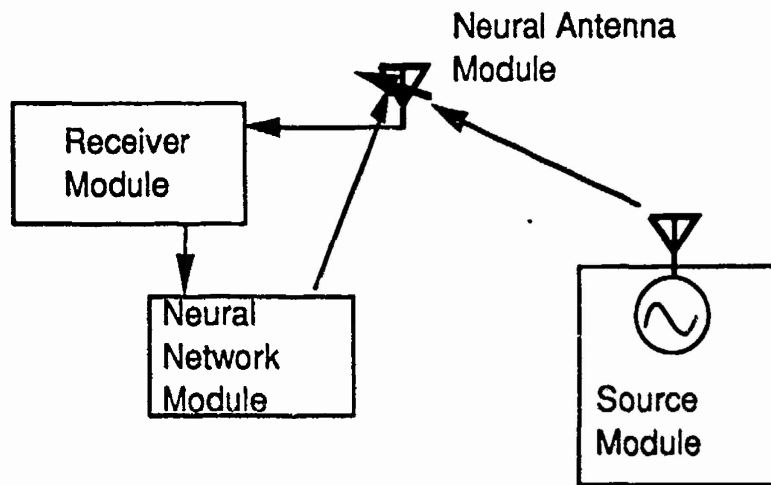 Neural Antenna
Module
Receiver
Module
Neural
Network
Module
Source
Module